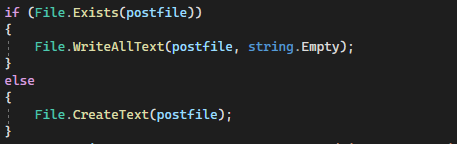 if (File.Exists(postfile))
{
File.WriteAllText(postfile, string.Empty);
}
else
{
File.CreateText(postfile);
}